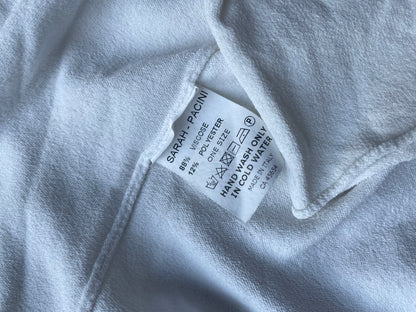 SARAH - PACINI
88% VISCOSE
12% POLYESTER
ONE SIZE
HAND WASH ONLY
IN COLD WATER
MADE IN ITALY